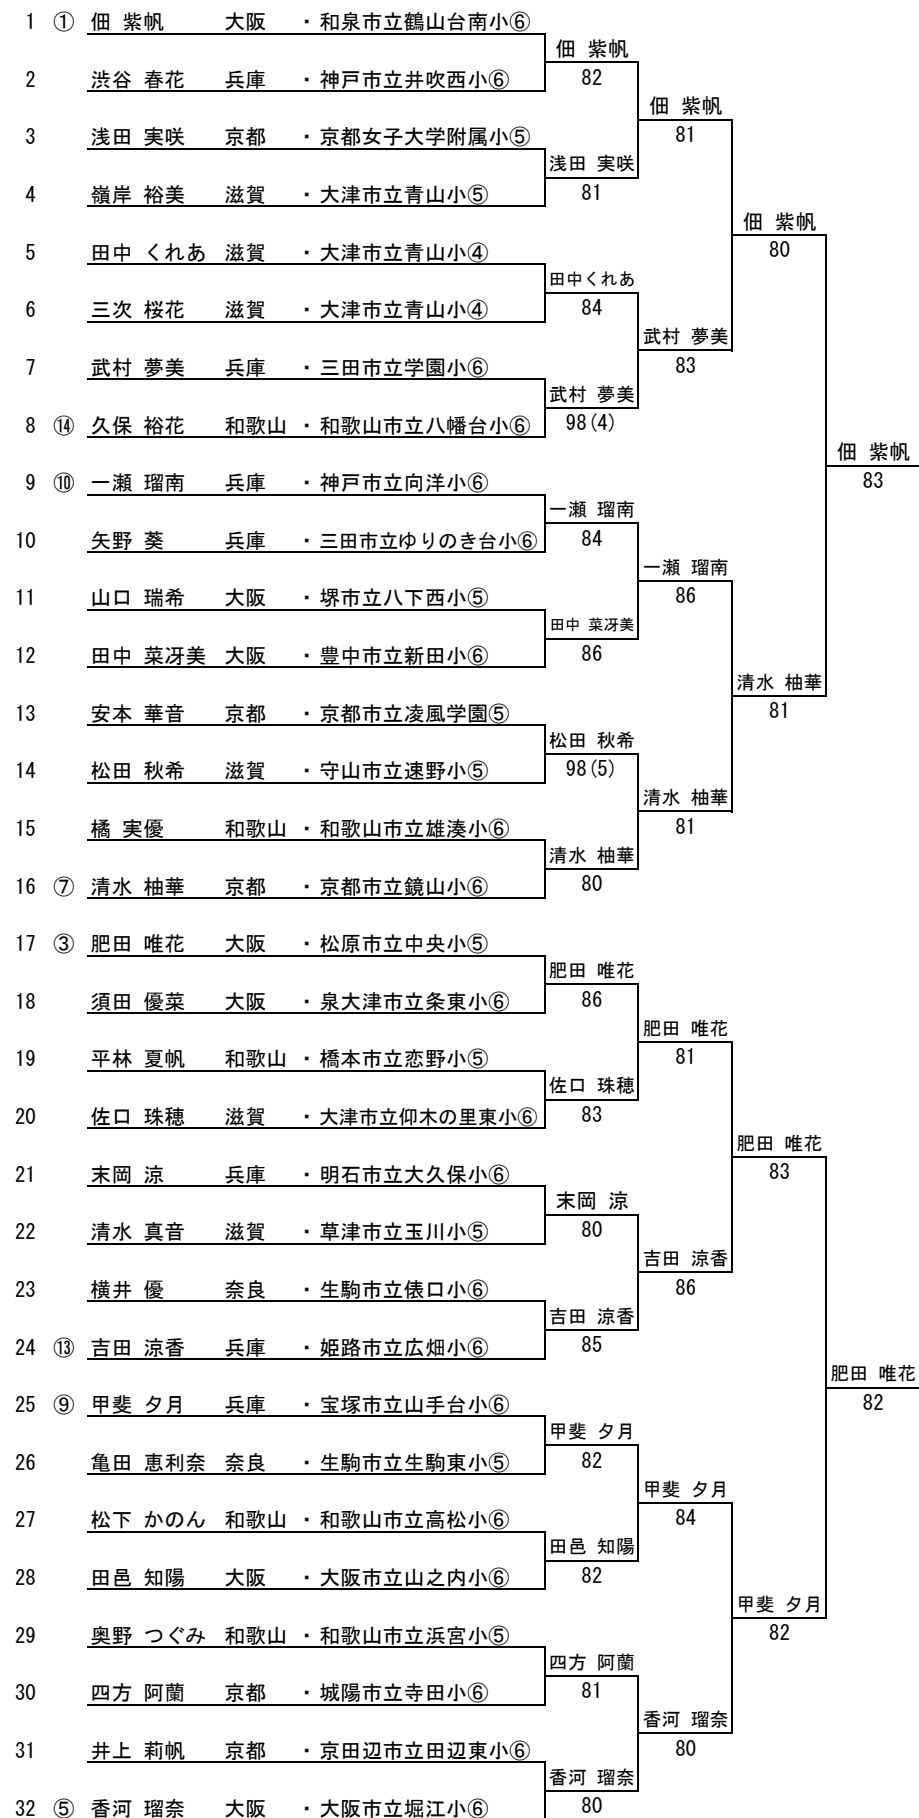 1 ① 佃 紫帆 大阪 ・ 和泉市立鶴山台南小⑥
佃 紫帆
2 渋谷 春花 兵庫 ・ 神戸市立井吹西小⑥
82
佃 紫帆
3 浅田 実咲 京都 ・ 京都女子大学附属小⑤
81
浅田 実咲
4 嶺岸 裕美 滋賀 ・ 大津市立青山小⑤
81
佃 紫帆
5 田中 くれあ 滋賀 ・ 大津市立青山小④
80
田中くれあ
6 三次 桜花 滋賀 ・ 大津市立青山小④
84
武村 夢美
7 武村 夢美 兵庫 ・ 三田市立学園小⑥
83
武村 夢美
8 ⑭ 久保 裕花 和歌山 ・ 和歌山市立八幡台小⑥
98(4)
佃 紫帆
9 ⑩ 一瀬 瑠南 兵庫 ・ 神戸市立向洋小⑥
83
一瀬 瑠南
10 矢野 葵 兵庫 ・ 三田市立ゆりのき台小⑥
84
一瀬 瑠南
11 山口 瑞希 大阪 ・ 堺市立八下西小⑤
86
田中 菜冴美
12 田中 菜冴美 大阪 ・ 豊中市立新田小⑥
86
清水 柚華
13 安本 華音 京都 ・ 京都市立凌風学園⑤
81
松田 秋希
14 松田 秋希 滋賀 ・ 守山市立速野小⑤
98(5)
清水 柚華
15 橘 実優 和歌山 ・ 和歌山市立雄湊小⑥
81
清水 柚華
16 ⑦ 清水 柚華 京都 ・ 京都市立鏡山小⑥
80
17 ③ 肥田 唯花 大阪 ・ 松原市立中央小⑤
肥田 唯花
18 須田 優菜 大阪 ・ 泉大津市立条東小⑥
86
肥田 唯花
19 平林 夏帆 和歌山 ・ 橋本市立恋野小⑤
81
佐口 珠穂
20 佐口 珠穂 滋賀 ・ 大津市立仰木の里東小⑥
83
肥田 唯花
21 末岡 涼 兵庫 ・ 明石市立大久保小⑥
83
末岡 涼
22 清水 真音 滋賀 ・ 草津市立玉川小⑤
80
吉田 涼香
23 横井 優 奈良 ・ 生駒市立俵口小⑥
86
吉田 涼香
24 ⑬ 吉田 涼香 兵庫 ・ 姫路市立広畑小⑥
85
肥田 唯花
25 ⑨ 甲斐 夕月 兵庫 ・ 宝塚市立山手台小⑥
82
甲斐 夕月
26 亀田 恵利奈 奈良 ・ 生駒市立生駒東小⑤
82
甲斐 夕月
27 松下 かのん 和歌山 ・ 和歌山市立高松小⑥
84
田邑 知陽
28 田邑 知陽 大阪 ・ 大阪市立山之内小⑥
82
甲斐 夕月
29 奥野 つぐみ 和歌山 ・ 和歌山市立浜宮小⑤
82
四方 阿蘭
30 四方 阿蘭 京都 ・ 城陽市立寺田小⑥
81
香河 瑠奈
31 井上 莉帆 京都 ・ 京田辺市立田辺東小⑥
80
香河 瑠奈
32 ⑤ 香河 瑠奈 大阪 ・ 大阪市立堀江小⑥
80